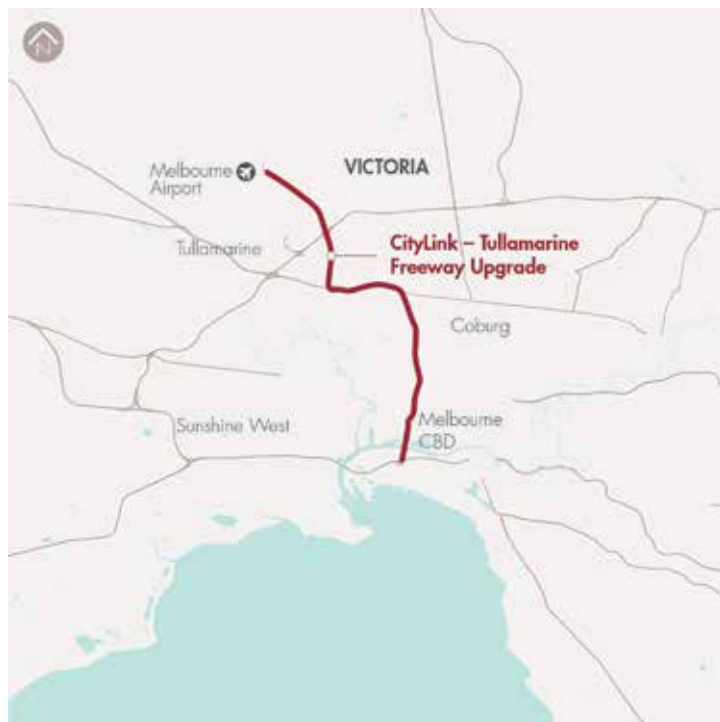 N
Melbourne
Airport
VICTORIA
Tullamarine
CityLink – Tullamarine
Freeway Upgrade
Coburg
Sunshine West
Melbourne
CBD